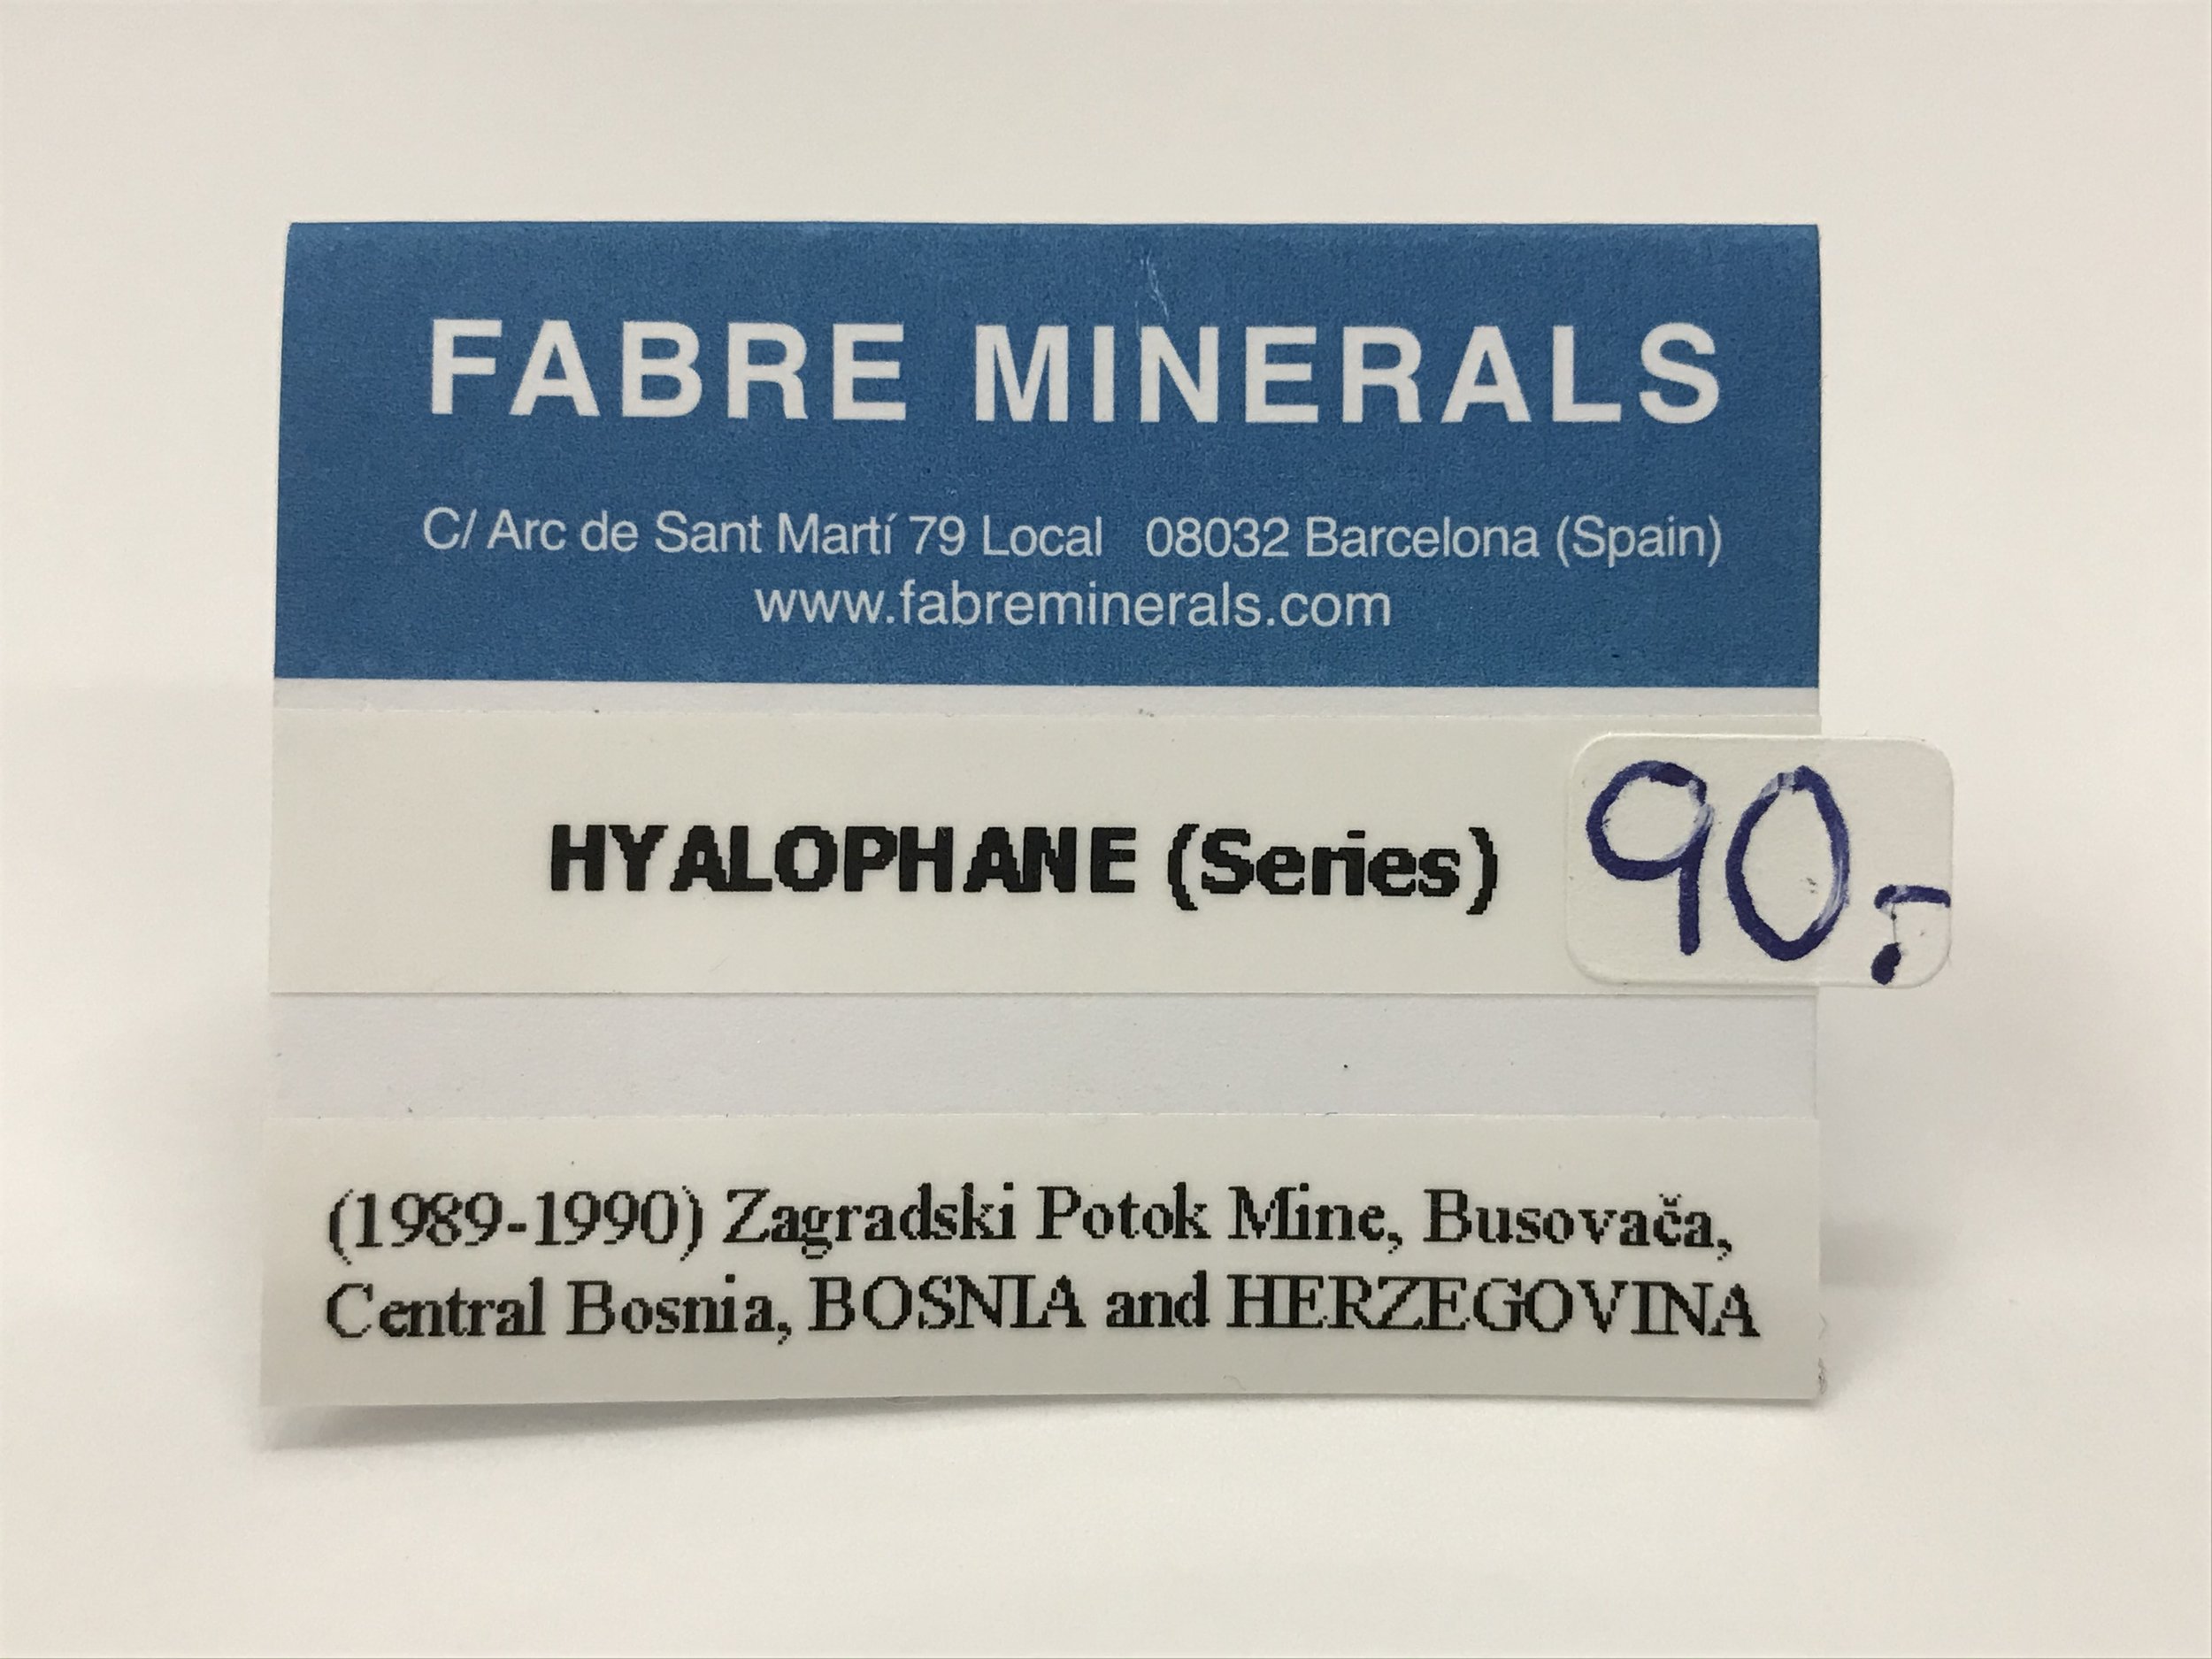 FABRE MINERALS
C/ Arc de Sant Martí 79 Local 08032 Barcelona (Spain)
www.fabreminerals.com
HYALOPHANE (Series)
90.-
(1989-1990) Zagradski Potok Mine, Busovača,
Central Bosnia, BOSNIA and HERZEGOVINA